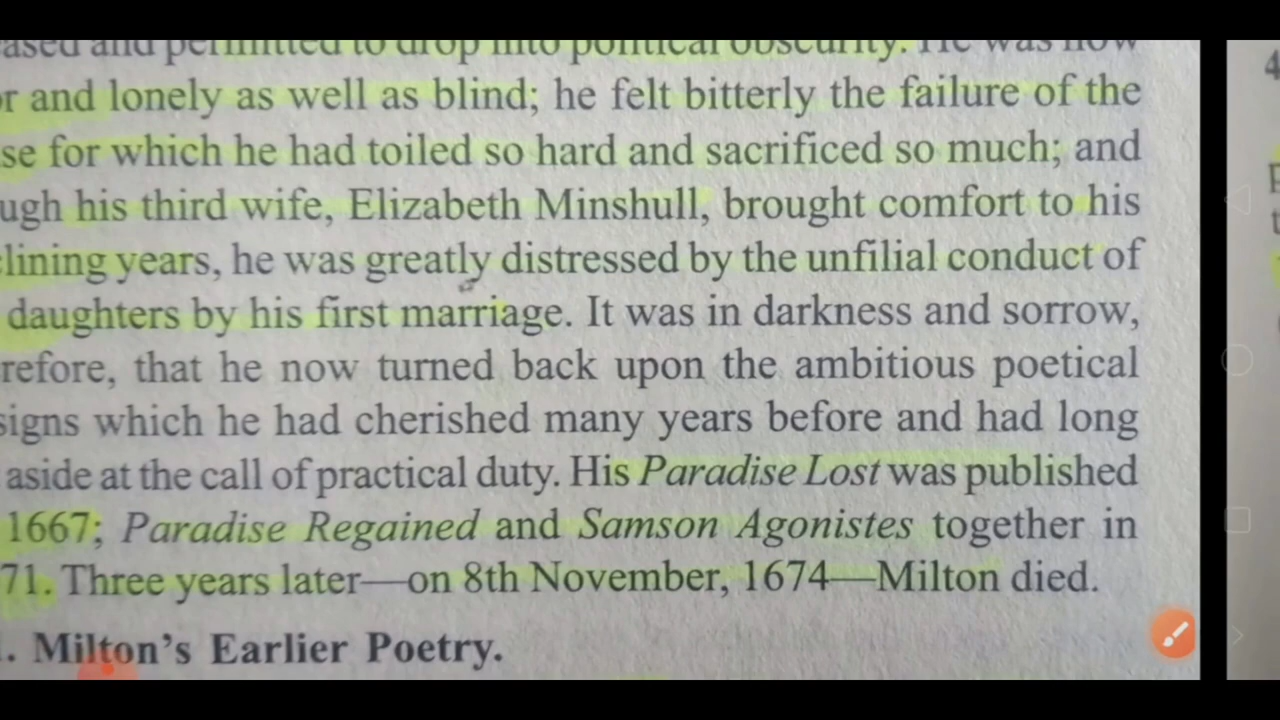 ased and permitted to drop into political obscurity. He was now
r and lonely as well as blind; he felt bitterly the failure of the
se for which he had toiled so hard and sacrificed so much; and
ugh his third wife, Elizabeth Minshull, brought comfort to his
lining years, he was greatly distressed by the unfilial conduct of
daughters by his first marriage. It was in darkness and sorrow,
refore, that he now turned back upon the ambitious poetical
signs which he had cherished many years before and had long
aside at the call of practical duty. His Paradise Lost was published
1667; Paradise Regained and Samson Agonistes together in
71. Three years later—on 8th November, 1674—Milton died.
. Milton's Earlier Poetry.
4